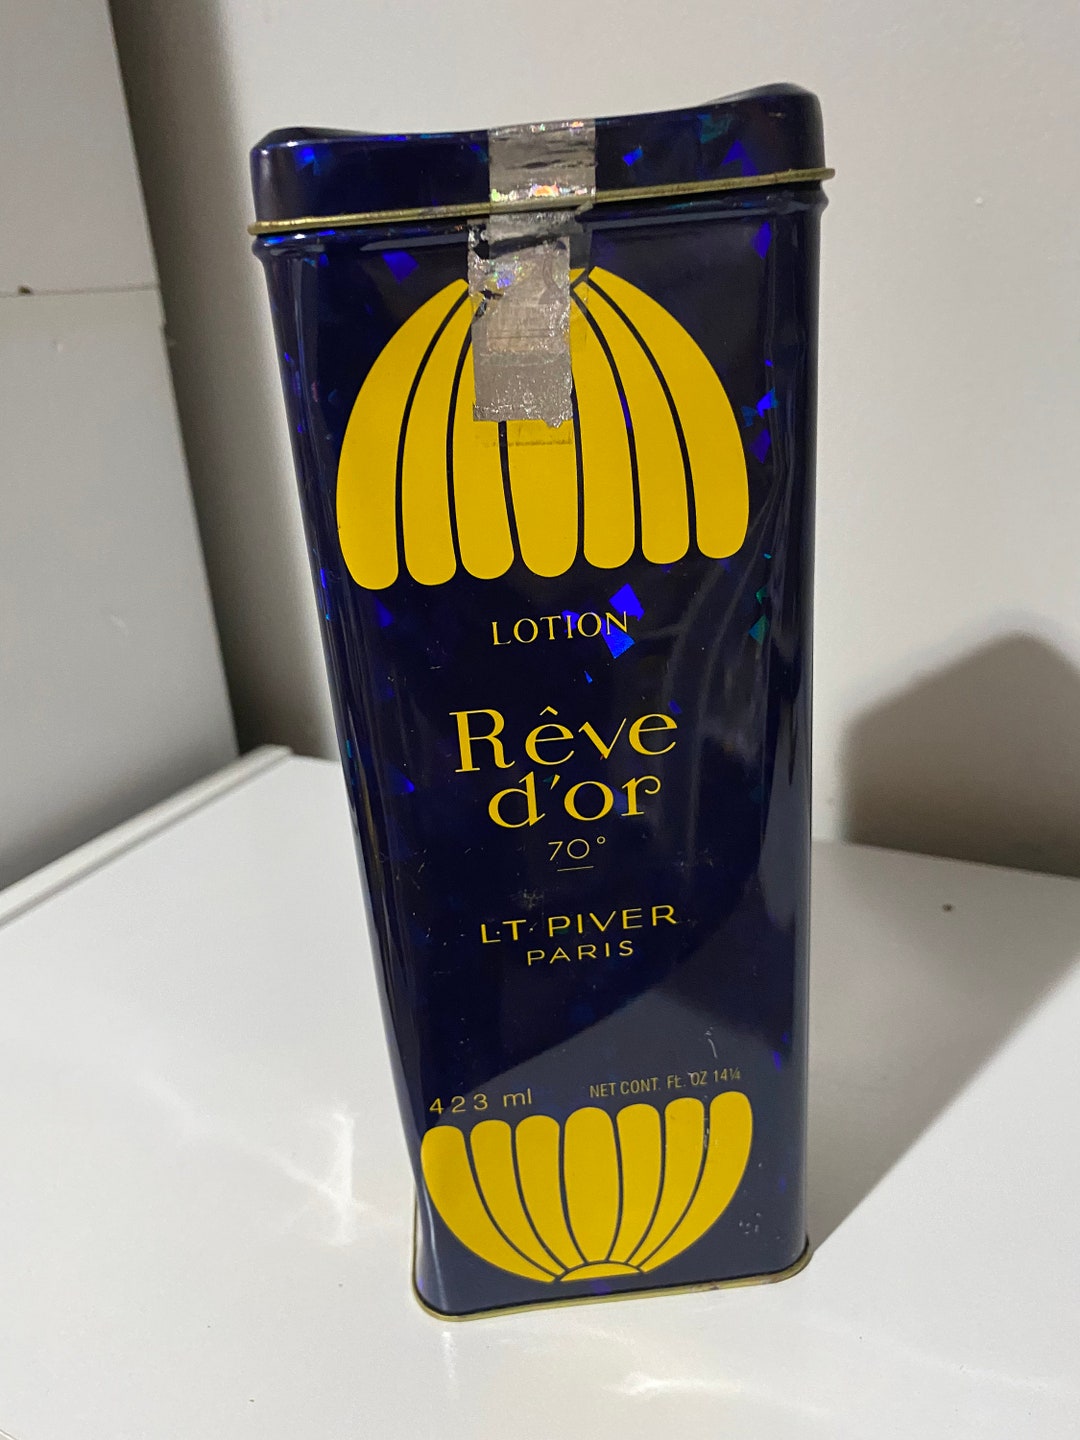 LOTION
Rêve
d'or
70°
L.T. PIVER
PARIS
423 ml
NET CONT. FL. OZ 14¼